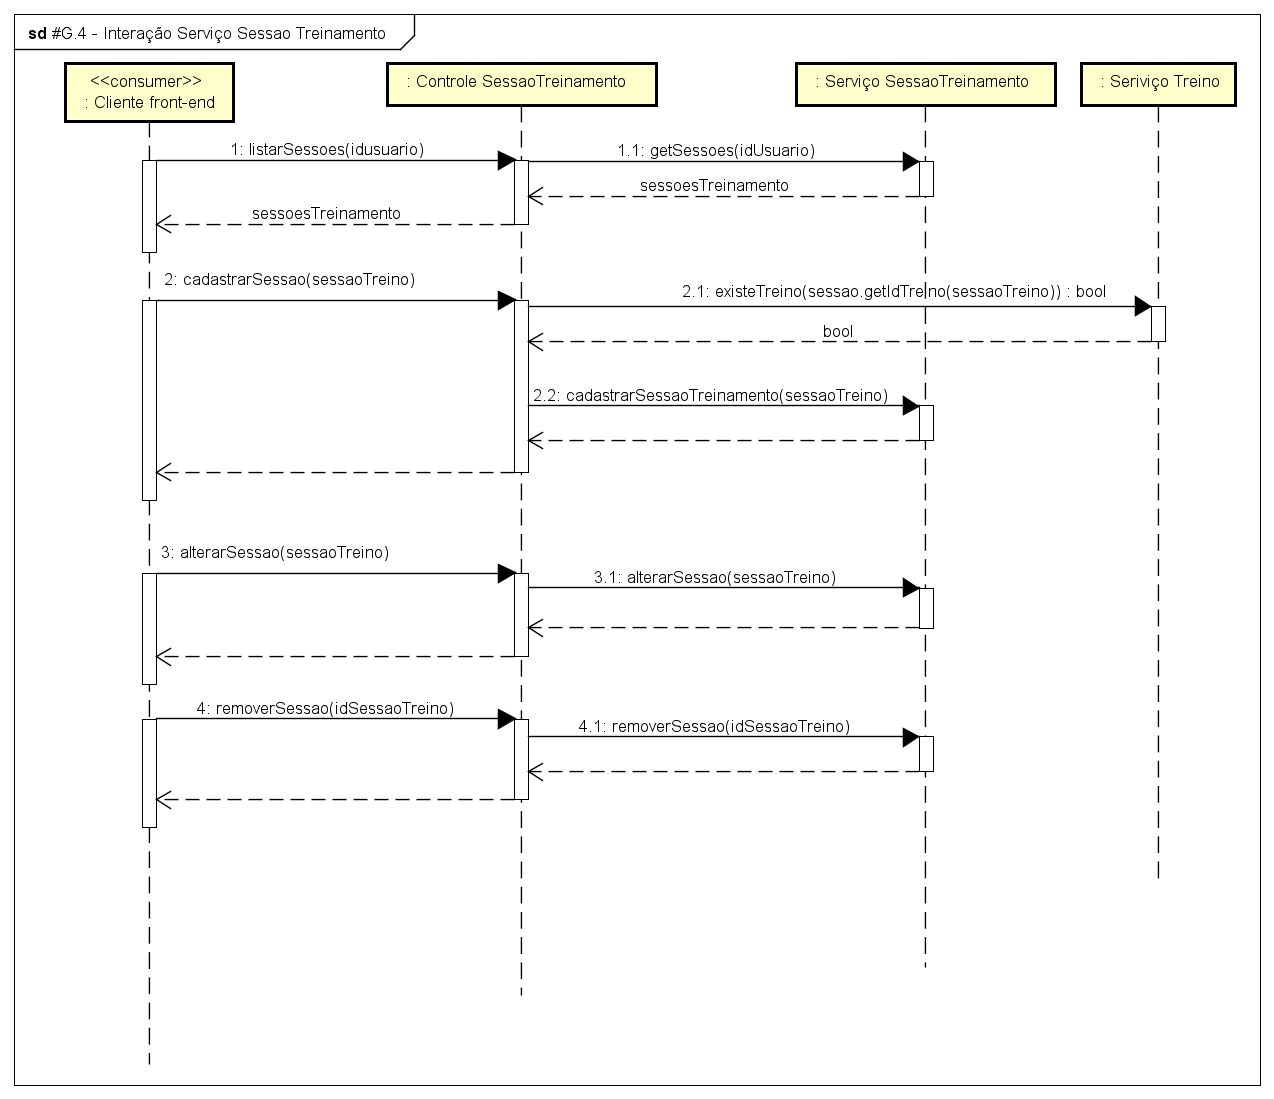 sd #G.4 - Interação Serviço Sessao Treinamento
<<consumer>>
: Cliente front-end
: Controle SessaoTreinamento
: Serviço SessaoTreinamento
: Seriviço Treino
1: listarSessoes(idusuario)
1.1: getSessoes(idUsuario)
sessoesTreinamento
sessoesTreinamento
2: cadastrarSessao(sessaoTreino)
2.1: existeTreino(sessao.getIdTreino(sessaoTreino)) : bool
bool
2.2: cadastrarSessaoTreinamento(sessaoTreino)
3: alterarSessao(sessaoTreino)
3.1: alterarSessao(sessaoTreino)
4: removerSessao(idSessaoTreino)
4.1: removerSessao(idSessaoTreino)